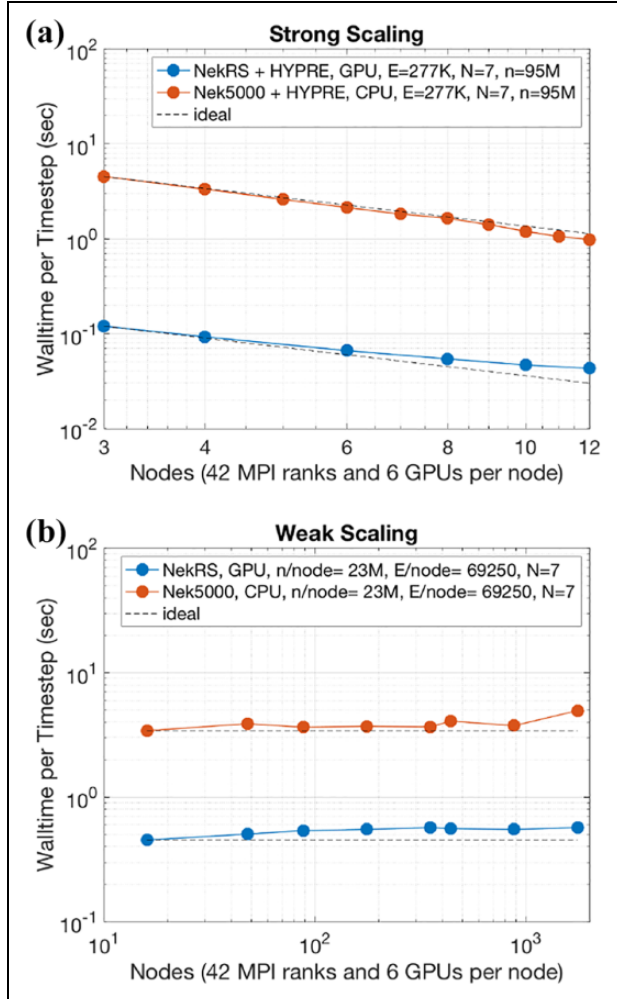 (a)
Strong Scaling
NekRS + HYPRE, GPU, E=277K, N=7, n=95M
Nek5000 + HYPRE, CPU, E=277K, N=7, n=95M
ideal
Walltime per Timestep (sec)
10^2
10^1
10^0
10^-1
10^-2
3 4 6 8 10 12
Nodes (42 MPI ranks and 6 GPUs per node)
(b)
Weak Scaling
NekRS, GPU, n/node= 23M, E/node= 69250, N=7
Nek5000, CPU, n/node= 23M, E/node= 69250, N=7
ideal
Walltime per Timestep (sec)
10^2
10^1
10^0
10^-1
10^1 10^2 10^3
Nodes (42 MPI ranks and 6 GPUs per node)